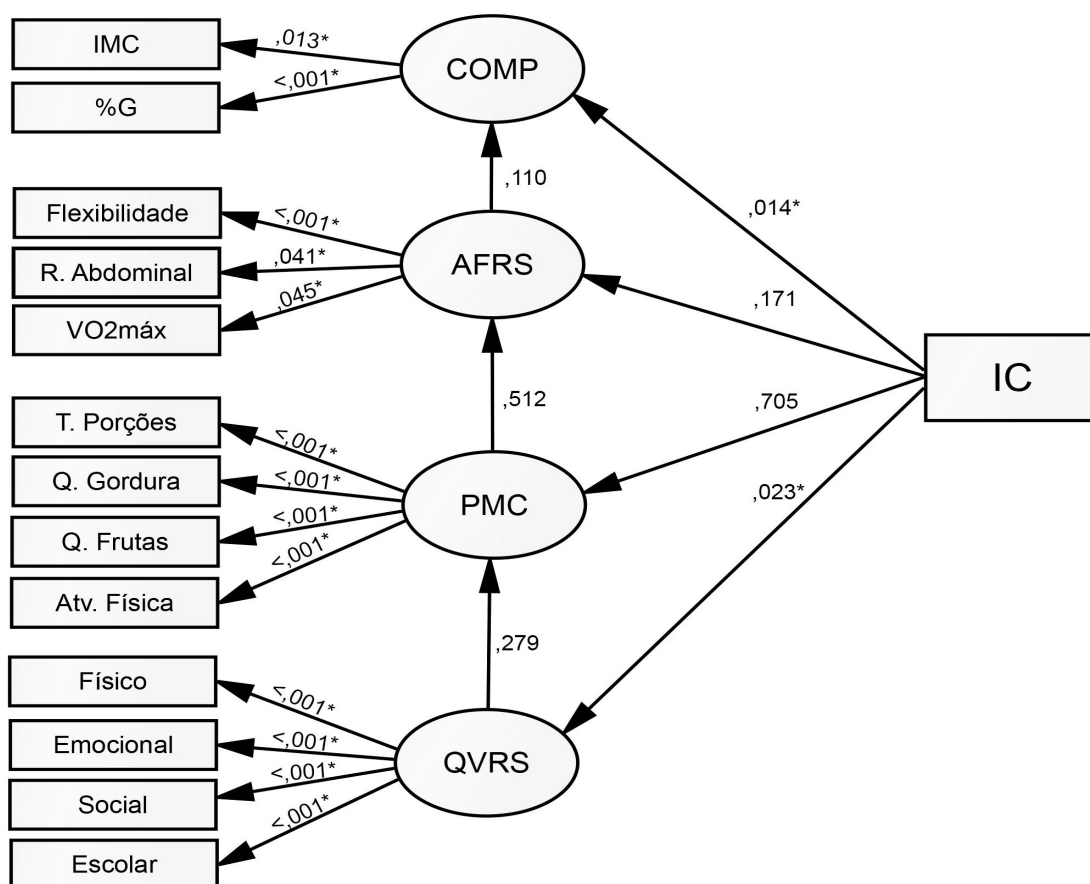 IMC
%G
,013*
<,001*
COMP
,110
,014*
Flexibilidade
R. Abdominal
VO2máx
<,001*
,041*
,045*
AFRS
,171
IC
,512
,705
T. Porções
Q. Gordura
Q. Frutas
Atv. Física
<,001*
<,001*
<,001*
<,001*
PMC
,023*
,279
Físico
Emocional
Social
Escolar
<,001*
<,001*
<,001*
<,001*
QVRS